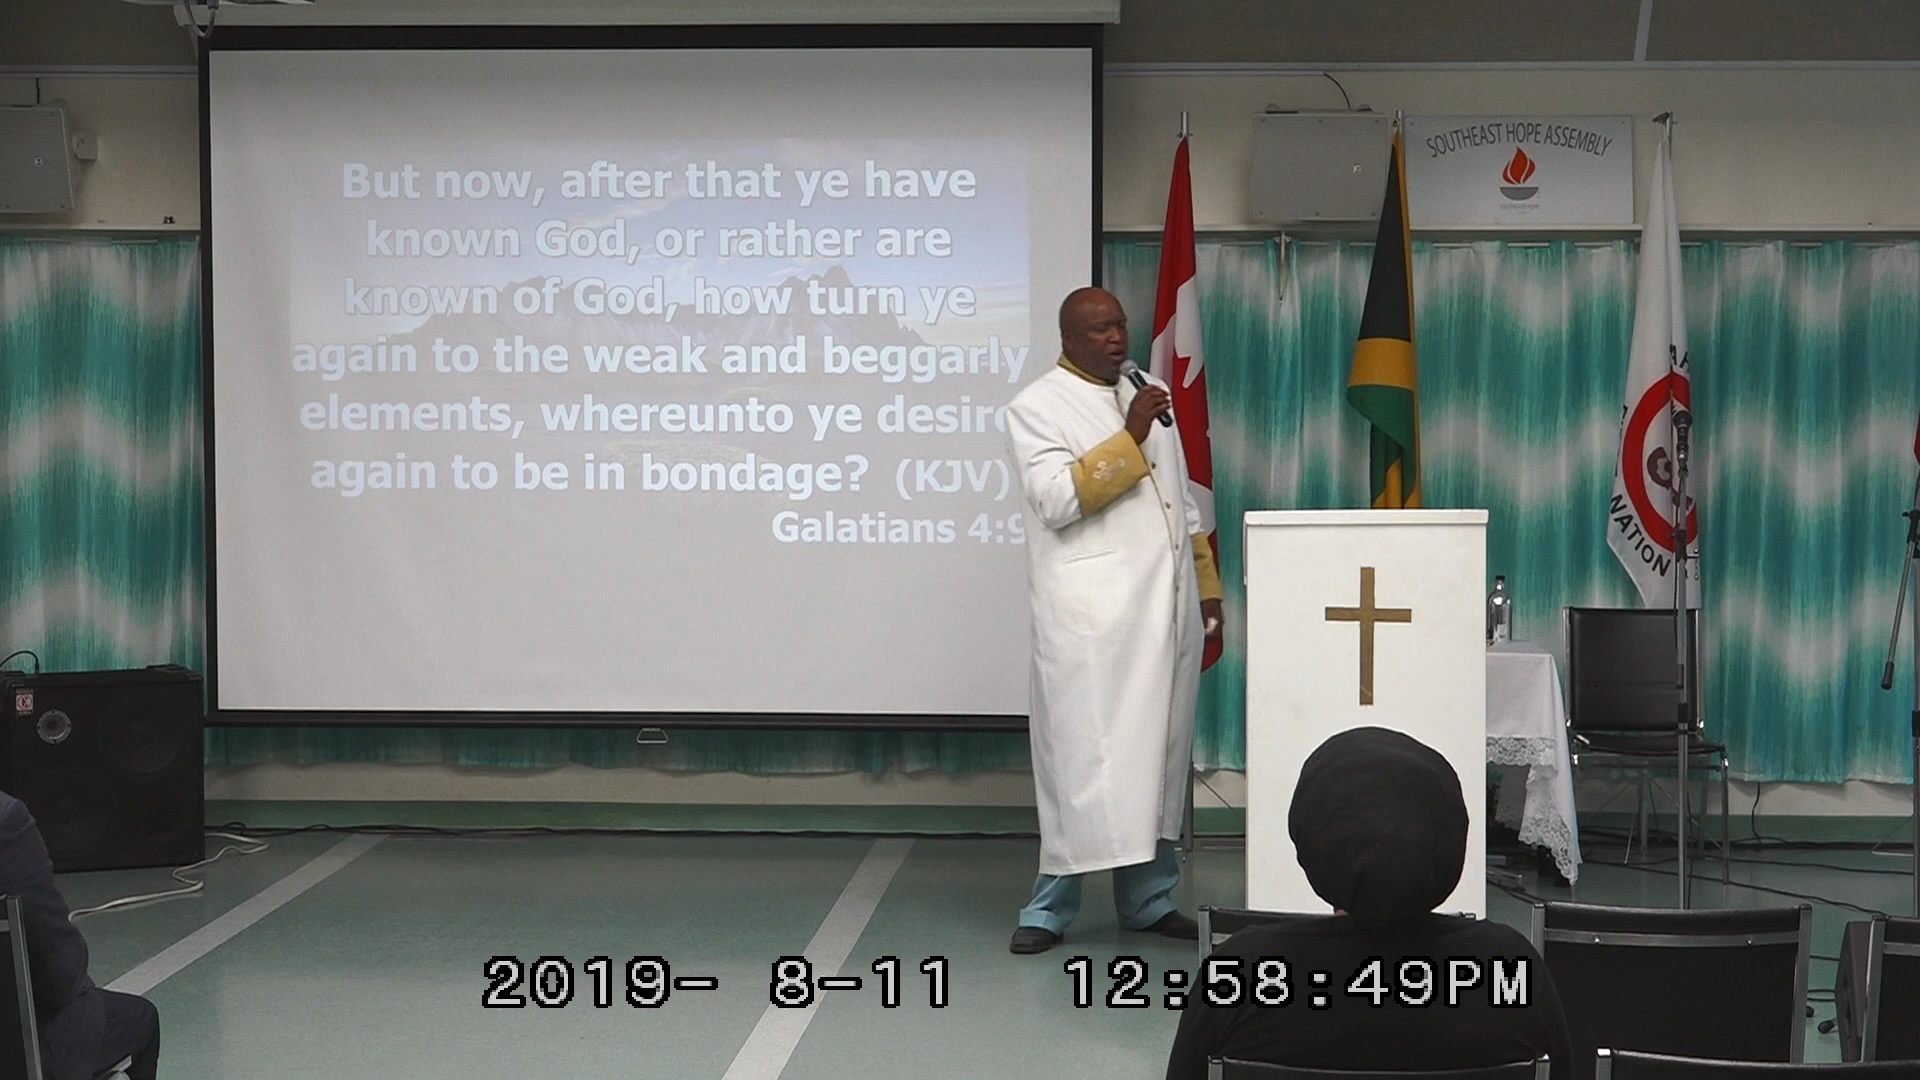 But now, after that ye have
known God, or rather are
known of God, how turn ye
again to the weak and beggarly
elements, whereunto ye desire
again to be in bondage? (KJV)
Galatians 4:9
SOUTHEAST HOPE ASSEMBLY
SOUTHEAST HOPE
NATION
2019- 8-11 12:58:49PM